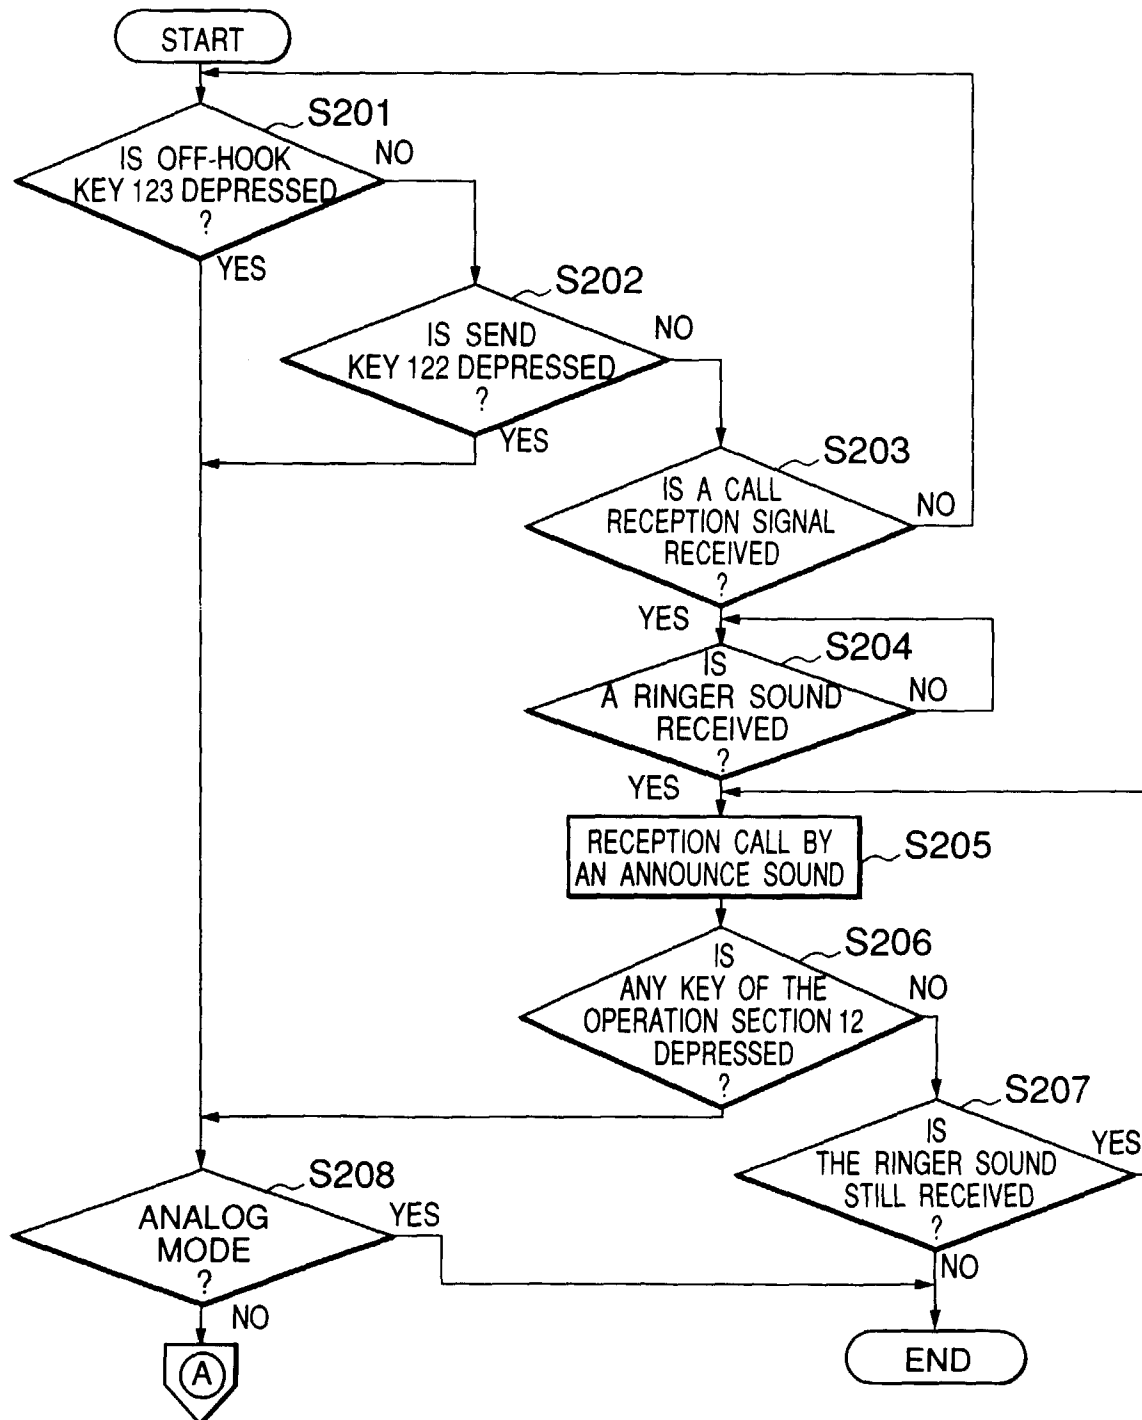 START
S201
IS OFF-HOOK
KEY 123 DEPRESSED
?
NO
YES
S202
IS SEND
KEY 122 DEPRESSED
?
NO
YES
S203
IS A CALL
RECEPTION SIGNAL
RECEIVED
?
NO
YES
S204
IS
A RINGER SOUND
RECEIVED
?
NO
YES
RECEPTION CALL BY
AN ANNOUNCE SOUND
S205
S206
IS
ANY KEY OF THE
OPERATION SECTION 12
DEPRESSED
?
NO
S207
IS
THE RINGER SOUND
STILL RECEIVED
?
YES
NO
S208
ANALOG
MODE
?
YES
NO
A
END